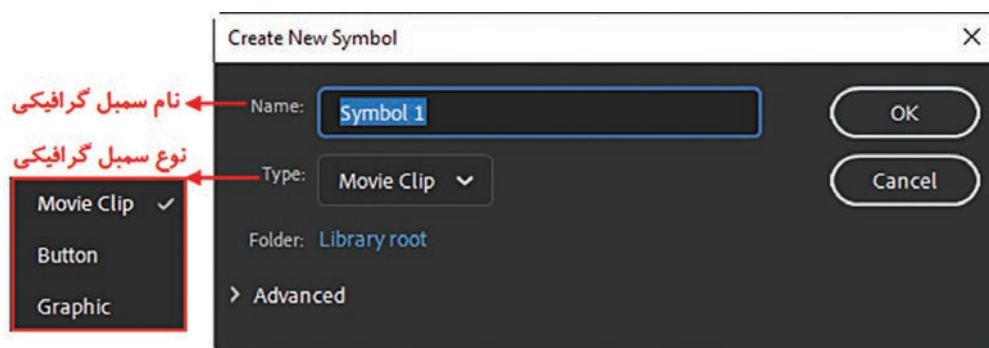 Create New Symbol
نام سمبل گرافیکی
Name:
Symbol 1
OK
نوع سمبل گرافیکی
Type:
Movie Clip
Cancel
Movie Clip
Button
Graphic
Folder: Library root
Advanced